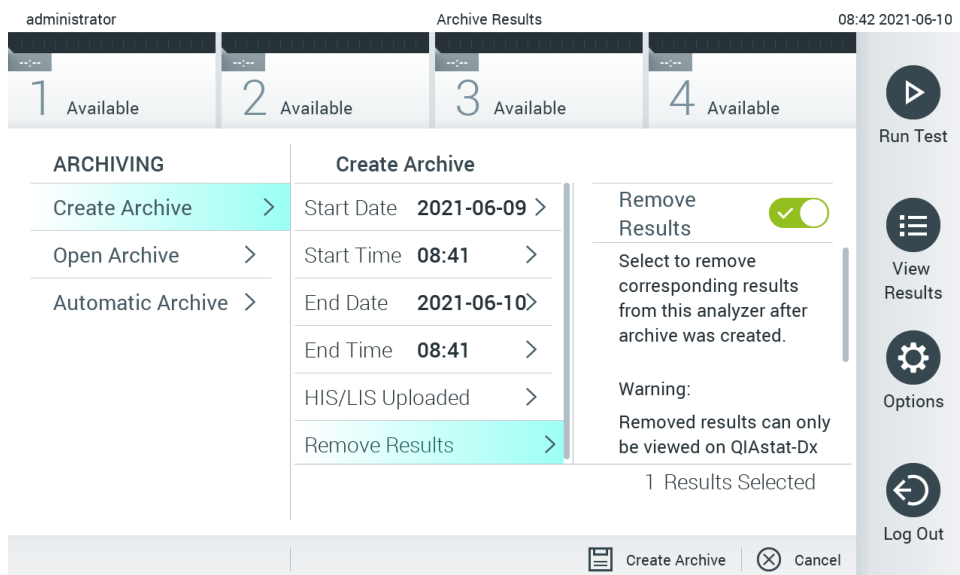 administrator
Archive Results
08:42 2021-06-10
--:--
--:--
--:--
--:--
1 Available
2 Available
3 Available
4 Available
Run Test
View
Results
Options
Log Out
ARCHIVING
Create Archive
Open Archive
Automatic Archive
Create Archive
Start Date 2021-06-09
Start Time 08:41
End Date 2021-06-10
End Time 08:41
HIS/LIS Uploaded
Remove Results
Remove
Results
Select to remove
corresponding results
from this analyzer after
archive was created.
Warning:
Removed results can only
be viewed on QIAstat-Dx
1 Results Selected
Create Archive
Cancel